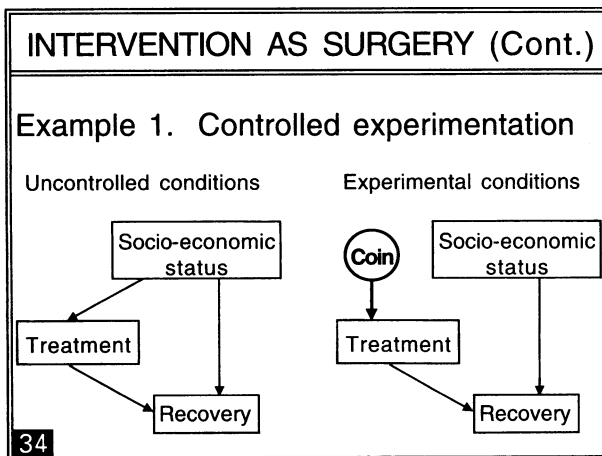 INTERVENTION AS SURGERY (Cont.)
Example 1. Controlled experimentation
Uncontrolled conditions
Socio-economic
status
Treatment
Recovery
Experimental conditions
Coin
Socio-economic
status
Treatment
Recovery
34